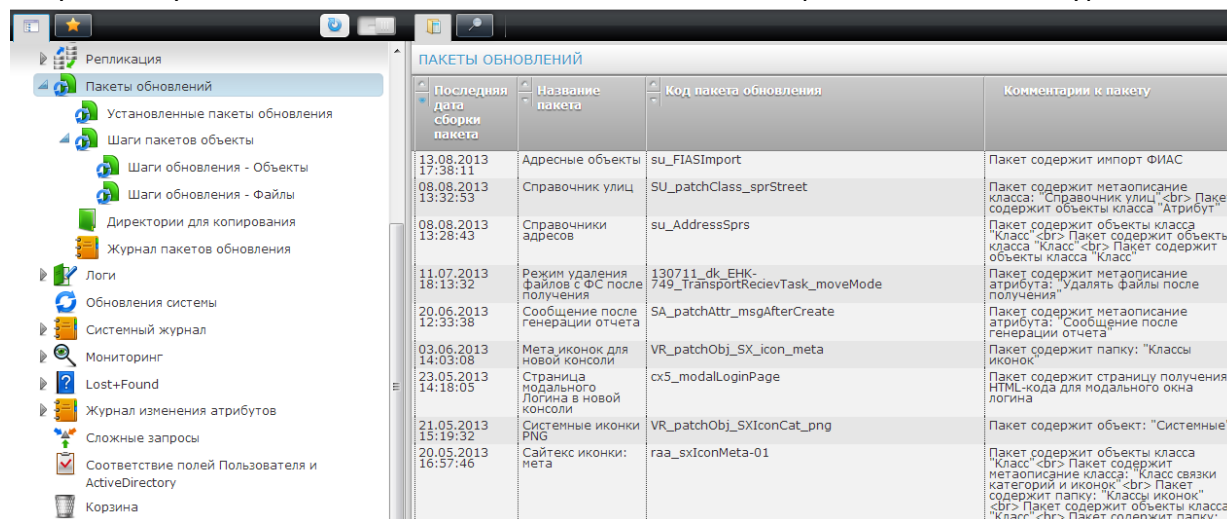 Репликация
Пакеты обновлений
Установленные пакеты обновления
Шаги пакетов объекты
Шаги обновления - Объекты
Шаги обновления - Файлы
Директории для копирования
Журнал пакетов обновления
Логи
Обновления системы
Системный журнал
Мониторинг
Lost+Found
Журнал изменения атрибутов
Сложные запросы
Соответствие полей Пользователя и
ActiveDirectory
Корзина
ПАКЕТЫ ОБНОВЛЕНИЙ
Последняя
дата
сборки
пакета
Название
пакета
Код пакета обновления
Комментарии к пакету
13.08.2013
17:38:11
Адресные объекты
su_FIASImport
Пакет содержит импорт ФИАС
08.08.2013
13:32:53
Справочник улиц
SU_patchClass_sprStreet
Пакет содержит метаописание
класса: "Справочник улиц"<br> Паке
содержит объекты класса "Атрибут"
08.08.2013
13:28:43
Справочники
адресов
su_AddressSprs
Пакет содержит объекты класса
"Класс"<br> Пакет содержит объекты
класса "Класс"<br> Пакет содержит
объекты класса "Класс"
11.07.2013
18:13:32
Режим удаления
файлов с ФС после
получения
130711_dk_EHK-
749_TransportRecievTask_moveMode
Пакет содержит метаописание
атрибута: "Удалять файлы после
получения"
20.06.2013
12:33:38
Сообщение после
генерации отчета
SA_patchAttr_msgAfterCreate
Пакет содержит метаописание
атрибута: "Сообщение после
генерации отчета"
03.06.2013
14:03:08
Мета иконок для
новой консоли
VR_patchObj_SX_icon_meta
Пакет содержит папку: "Классы
иконок"
23.05.2013
14:18:05
Страница
модального
Логина в новой
консоли
cx5_modalLoginPage
Пакет содержит страницу получения
HTML-кода для модального окна
логина
21.05.2013
15:19:32
Системные иконки
PNG
VR_patchObj_SXIconCat_png
Пакет содержит объект: "Системные"
20.05.2013
16:57:46
Сайтекс иконки:
мета
raa_sxIconMeta-01
Пакет содержит объекты класса
"Класс"<br> Пакет содержит
метаописание класса: "Класс связки
категорий и иконок"<br> Пакет
содержит папку: "Классы иконок"
<br> Пакет содержит объекты класса
"Класс"<br> Пакет содержит папку: